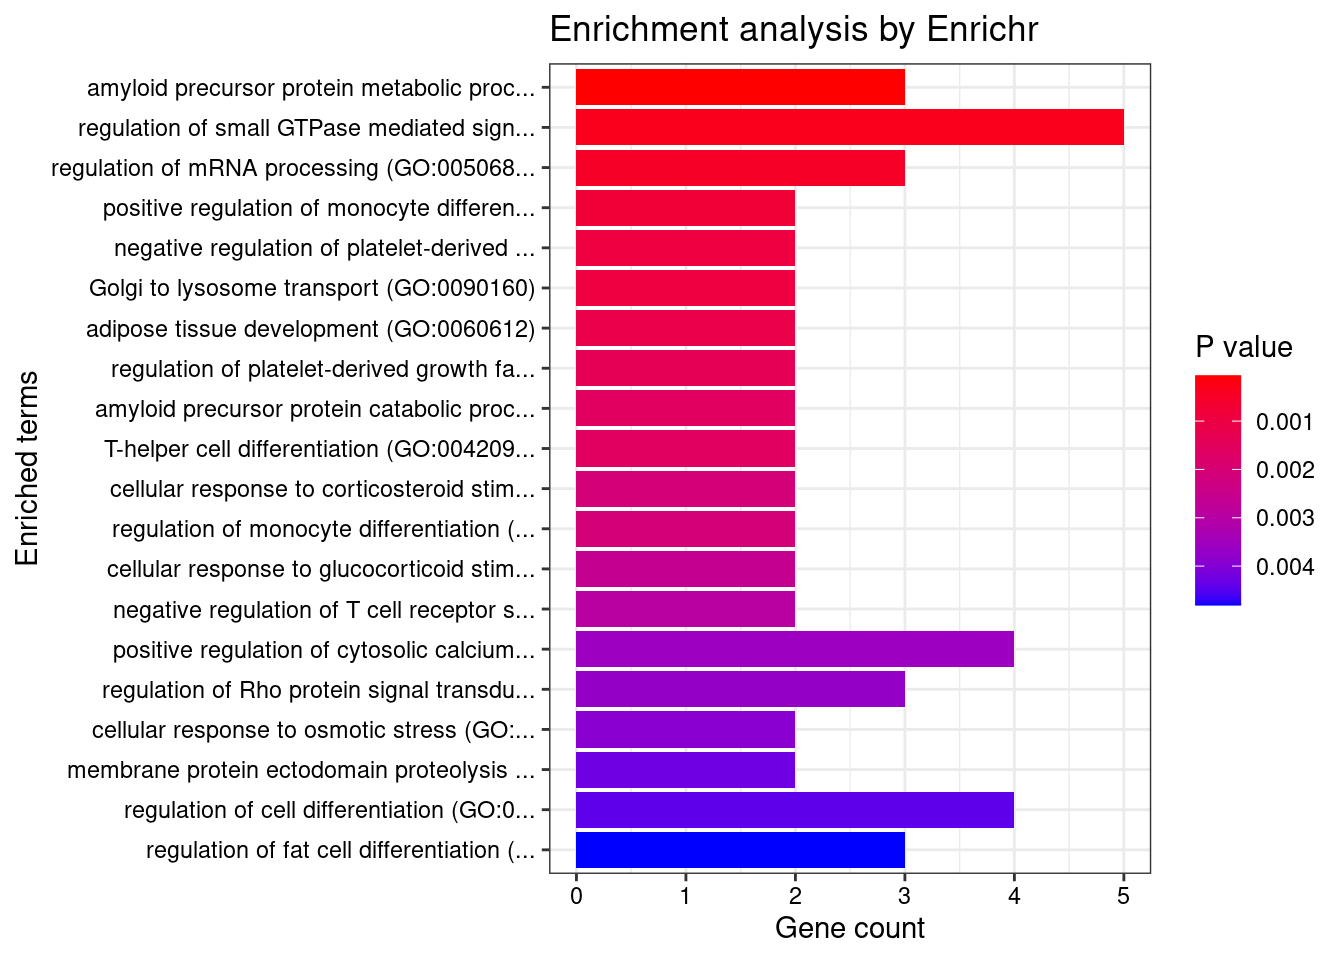 Enrichment analysis by Enrichr
amyloid precursor protein metabolic proc...
regulation of small GTPase mediated sign...
regulation of mRNA processing (GO:005068...
positive regulation of monocyte differen...
negative regulation of platelet-derived ...
Golgi to lysosome transport (GO:0090160)
adipose tissue development (GO:0060612)
regulation of platelet-derived growth fa...
amyloid precursor protein catabolic proc...
T-helper cell differentiation (GO:004209...
cellular response to corticosteroid stim...
regulation of monocyte differentiation (...
cellular response to glucocorticoid stim...
negative regulation of T cell receptor s...
positive regulation of cytosolic calcium...
regulation of Rho protein signal transdu...
cellular response to osmotic stress (GO:...
membrane protein ectodomain proteolysis ...
regulation of cell differentiation (GO:0...
regulation of fat cell differentiation (...
Enriched terms
0 1 2 3 4 5
Gene count
P value
0.001
0.002
0.003
0.004